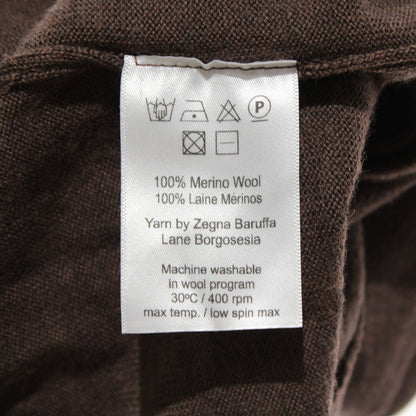 P
100% Merino Wool
100% Laine Mérinos
Yarn by Zegna Baruffa
Lane Borgosesia
Machine washable
in wool program
30ºC / 400 rpm
max temp. / low spin max